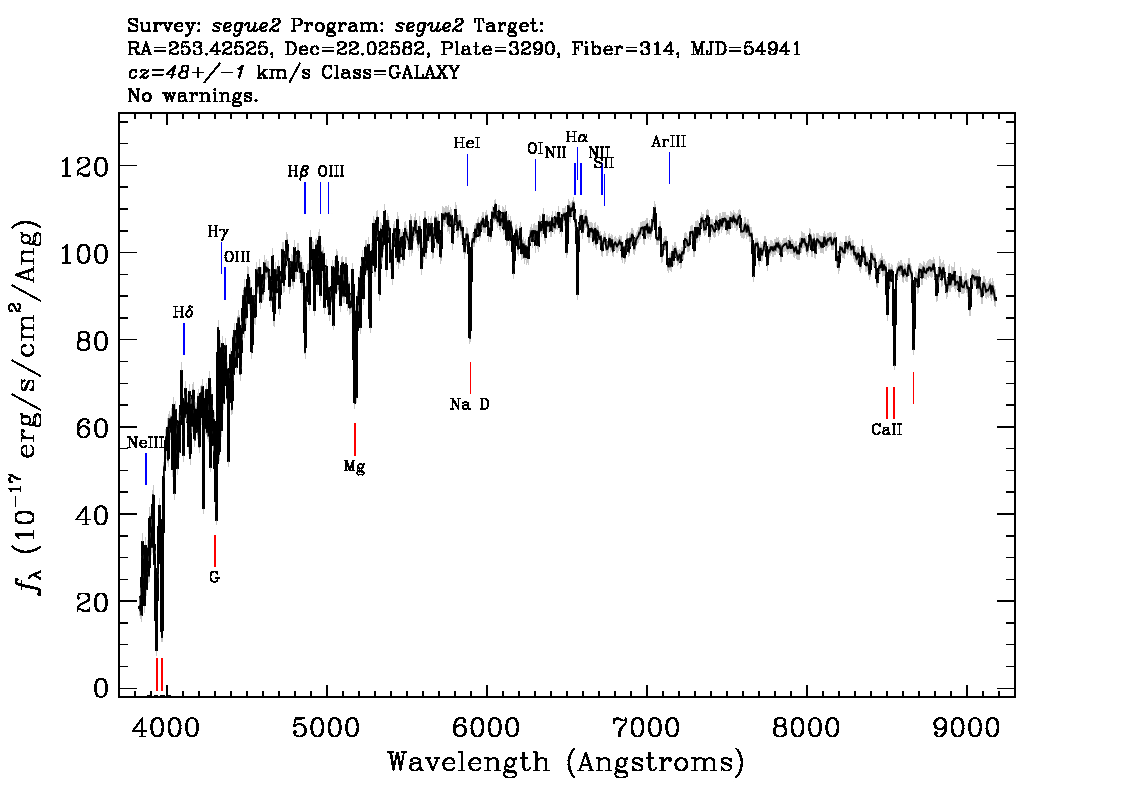 Survey: segue2 Program: segue2 Target:
RA=253.42525, Dec=22.02582, Plate=3290, Fiber=314, MJD=54941
cz=48+/-1 km/s Class=GALAXY
No warnings.
HeI
OI
NII
Hα
NII
SII
ArIII
Hβ
OIII
Hγ
OIII
Hδ
NeIII
Na D
Mg
G
CaII
120
100
80
60
40
20
0
f_λ (10^−17 erg/s/cm^2/Ang)
4000 5000 6000 7000 8000 9000
Wavelength (Angstroms)